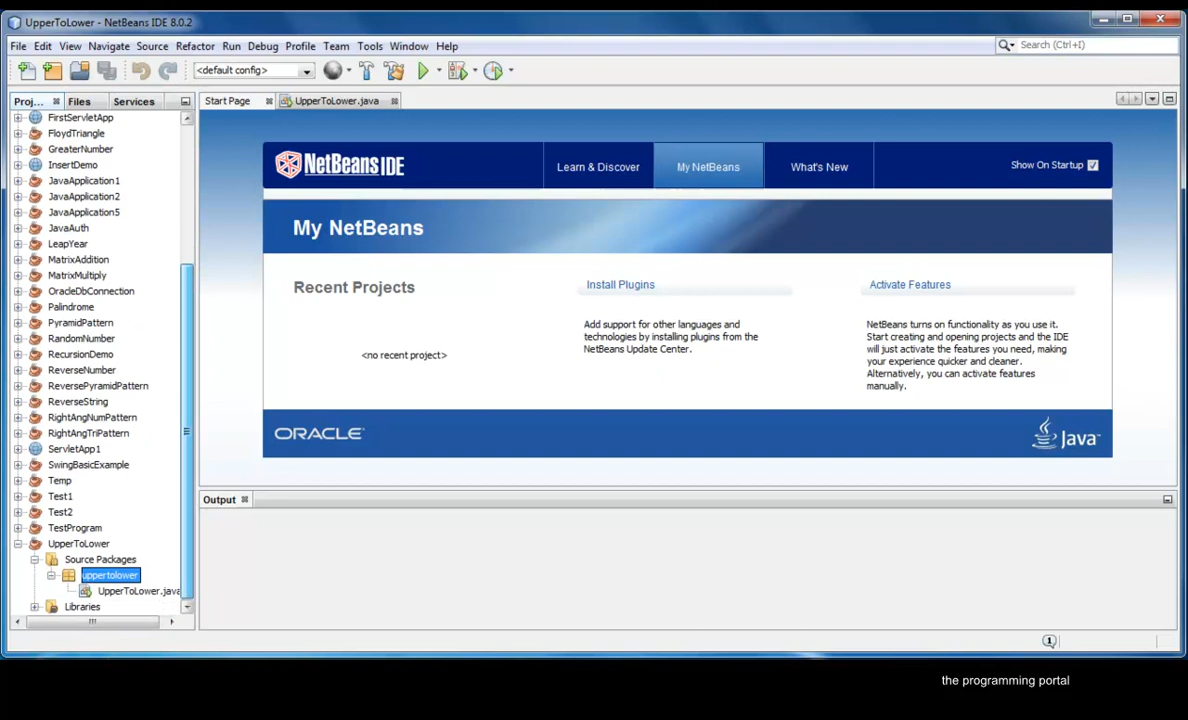 UpperToLower - NetBeans IDE 8.0.2
File Edit View Navigate Source Refactor Run Debug Profile Team Tools Window Help
Search (Ctrl+I)
<default config>
Proj... Files Services
Start Page UpperToLower.java
FirstServletApp
FloydTriangle
GreaterNumber
InsertDemo
JavaApplication1
JavaApplication2
JavaApplication5
JavaAuth
LeapYear
MatrixAddition
MatrixMultiply
OracleDbConnection
Palindrome
PyramidPattern
RandomNumber
RecursionDemo
ReverseNumber
ReversePyramidPattern
ReverseString
RightAngNumPattern
RightAngTriPattern
ServletApp1
SwingBasicExample
Temp
Test1
Test2
TestProgram
UpperToLower
Source Packages
uppertolower
UpperToLower.java
Libraries
NetBeans IDE
Learn & Discover
My NetBeans
What's New
Show On Startup
My NetBeans
Recent Projects
<no recent project>
Install Plugins
Add support for other languages and
technologies by installing plugins from the
NetBeans Update Center.
Activate Features
NetBeans turns on functionality as you use it.
Start creating and opening projects and the IDE
will just activate the features you need, making
your experience quicker and cleaner.
Alternatively, you can activate features
manually.
ORACLE
Java
Output
1
the programming portal